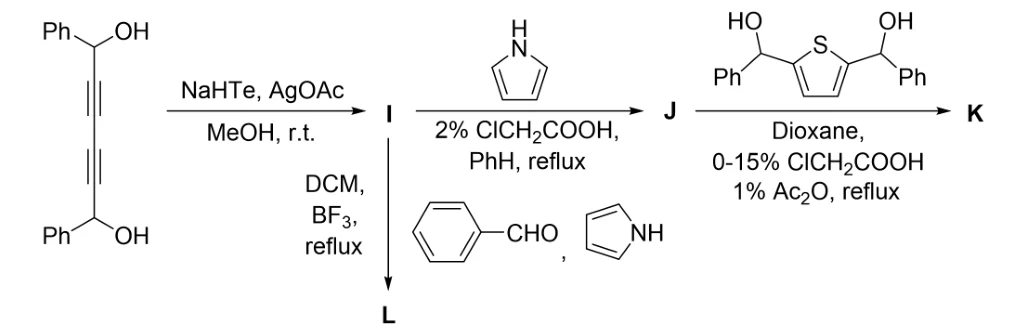 Ph OH
Ph OH
NaHTe, AgOAc
MeOH, r.t.
I
H
N
2% ClCH₂COOH,
PhH, reflux
J
HO OH
S
Ph Ph
Dioxane,
0-15% ClCH₂COOH
1% Ac₂O, reflux
K
DCM,
BF₃,
reflux
CHO , NH
L